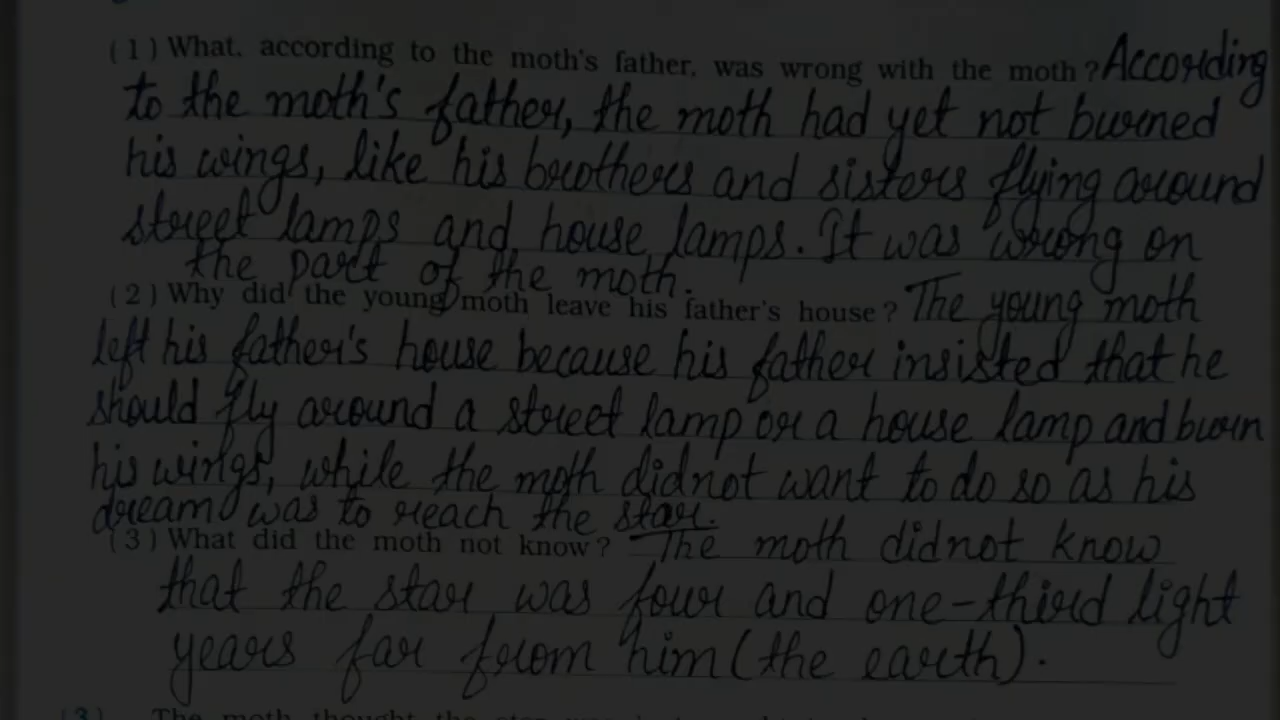 (1) What, according to the moth's father, was wrong with the moth? According
to the moth's father, the moth had yet not burned
his wings, like his brothers and sisters flying around
street lamps and house lamps. It was wrong on
the part of the moth.
(2) Why did the young moth leave his father's house? The young moth
left his father's house because his father insisted that he
should fly around a street lamp or a house lamp and burn
his wings, while the moth didnot want to do so as his
dream was to reach the star.
(3) What did the moth not know? The moth didnot know
that the star was four and one-third light
years far from him (the earth).
(3) The moth thought the